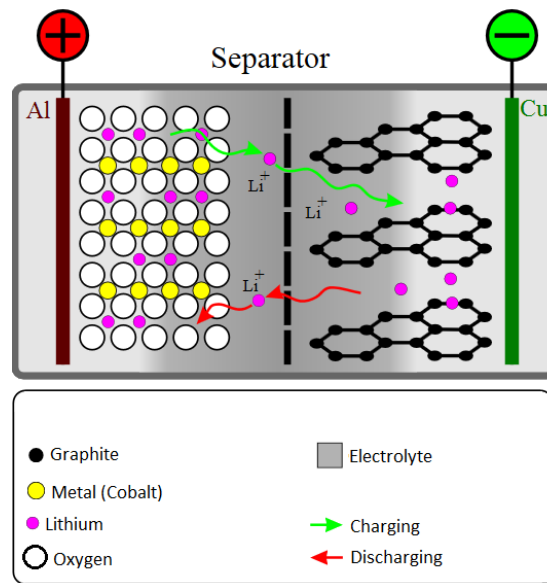 Separator
Al
Cu
Li+
Li+
Li+
Graphite
Electrolyte
Metal (Cobalt)
Lithium
Charging
Oxygen
Discharging